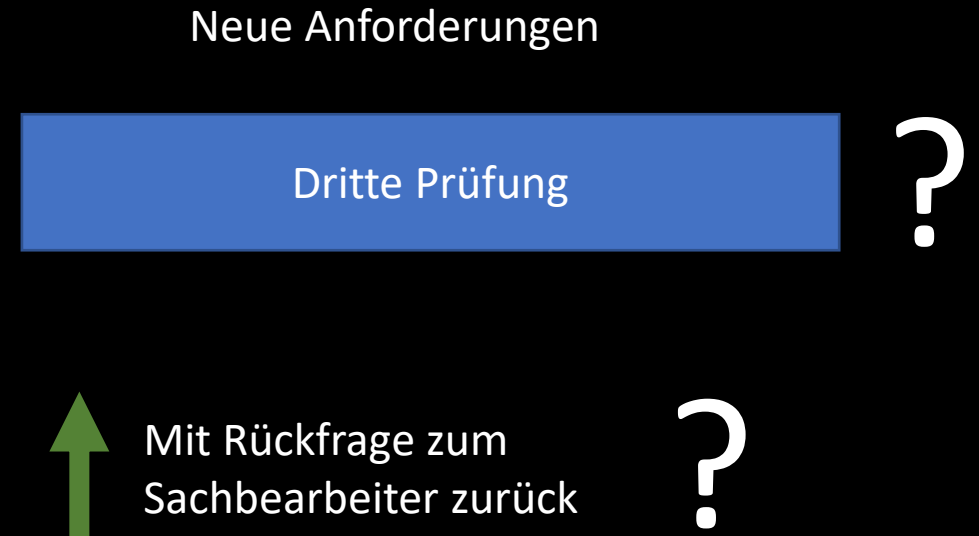 Neue Anforderungen
Dritte Prüfung
?
Mit Rückfrage zum
Sachbearbeiter zurück
?